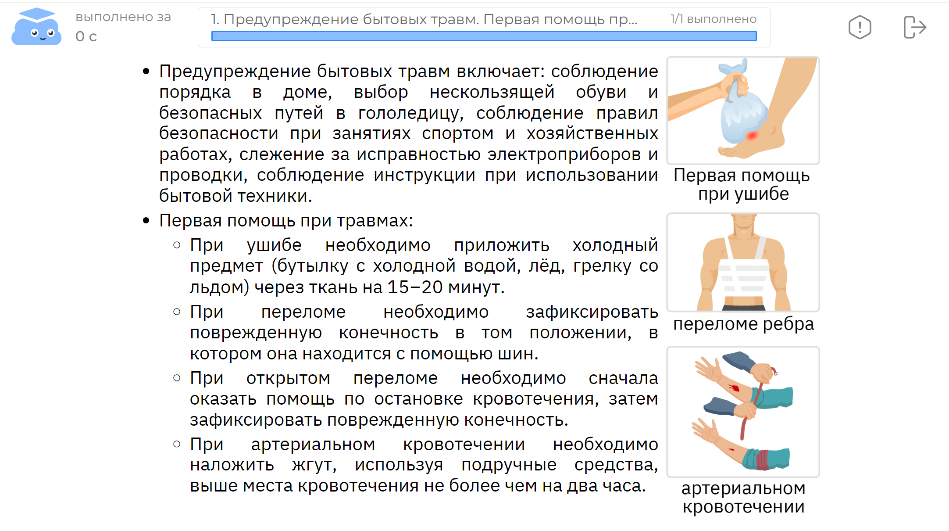 выполнено за
0 с
1. Предупреждение бытовых травм. Первая помощь пр...
1/1 выполнено
• Предупреждение бытовых травм включает: соблюдение
порядка в доме, выбор нескользящей обуви и
безопасных путей в гололедицу, соблюдение правил
безопасности при занятиях спортом и хозяйственных
работах, слежение за исправностью электроприборов и
проводки, соблюдение инструкции при использовании
бытовой техники.
• Первая помощь при травмах:
○ При ушибе необходимо приложить холодный
предмет (бутылку с холодной водой, лёд, грелку со
льдом) через ткань на 15–20 минут.
○ При переломе необходимо зафиксировать
поврежденную конечность в том положении, в
котором она находится с помощью шин.
○ При открытом переломе необходимо сначала
оказать помощь по остановке кровотечения, затем
зафиксировать поврежденную конечность.
○ При артериальном кровотечении необходимо
наложить жгут, используя подручные средства,
выше места кровотечения не более чем на два часа.
Первая помощь
при ушибе
переломе ребра
артериальном
кровотечении